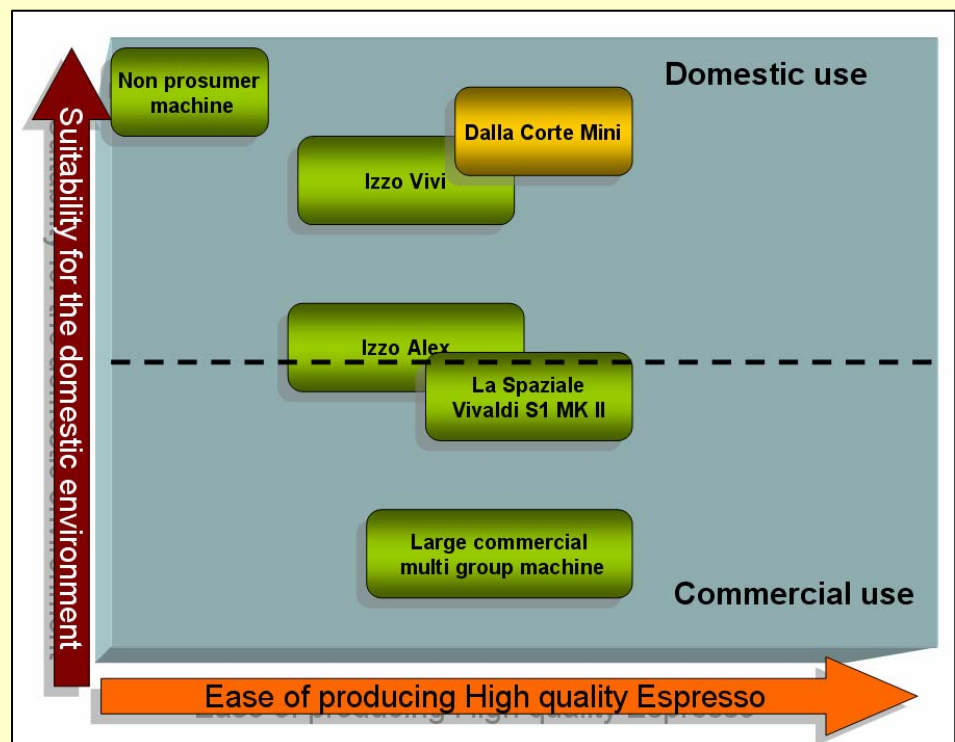 Domestic use
Non prosumer
machine
Dalla Corte Mini
Izzo Vivi
Suitability for the domestic environment
Izzo Alex
La Spaziale
Vivaldi S1 MK II
Large commercial
multi group machine
Commercial use
Ease of producing High quality Espresso